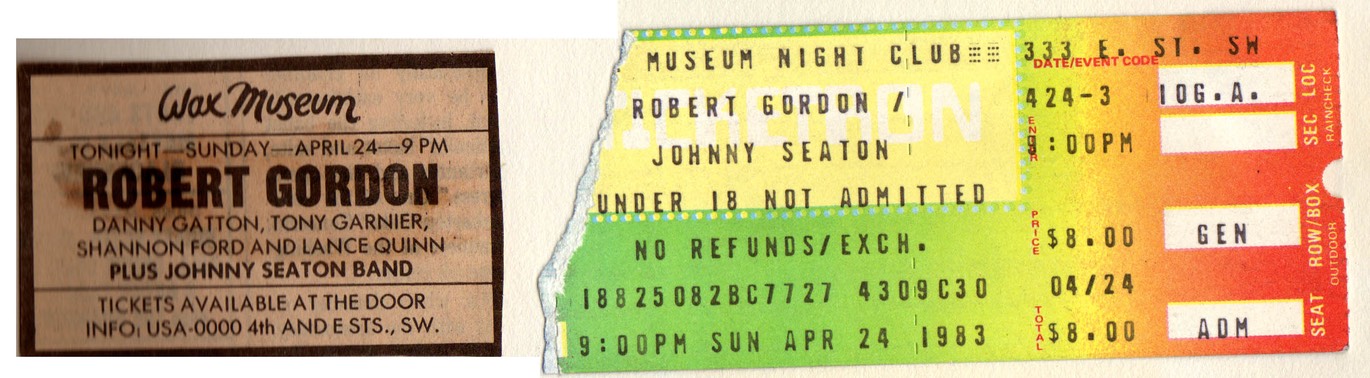 Wax Museum
TONIGHT—SUNDAY—APRIL 24—9 PM
ROBERT GORDON
DANNY GATTON, TONY GARNIER,
SHANNON FORD AND LANCE QUINN
PLUS JOHNNY SEATON BAND
TICKETS AVAILABLE AT THE DOOR
INFO: USA-0000 4th AND E STS., SW.
. MUSEUM NIGHT CLUB 333 E. ST. SW
DATE/EVENT CODE
ROBERT GORDON / 424-3 10G.A.
TICKETRON
JOHNNY SEATON 9:00PM
UNDER 18 NOT ADMITTED
NO REFUNDS/EXCH. PRICE $8.00 GEN
18825082BC7727 4309C30 04/24
9:00PM SUN APR 24 1983 TOTAL $8.00 ADM
SEAT ROW/BOX SEC LOC
OUTDOOR RAINCHECK